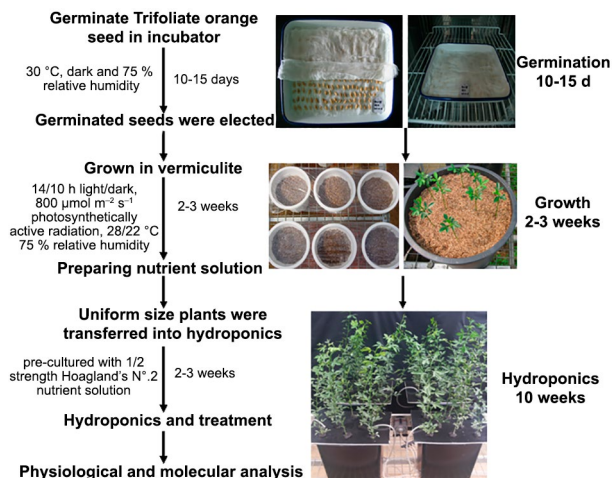 Germinate Trifoliate orange
seed in incubator
30 °C, dark and 75 %
relative humidity
10-15 days
Germination
10-15 d
Germinated seeds were elected
Grown in vermiculite
14/10 h light/dark,
800 μmol m⁻² s⁻¹
photosynthetically
active radiation, 28/22 °C
75 % relative humidity
2-3 weeks
Growth
2-3 weeks
Preparing nutrient solution
Uniform size plants were
transferred into hydroponics
pre-cultured with 1/2
strength Hoagland's N°.2
nutrient solution
2-3 weeks
Hydroponics
10 weeks
Hydroponics and treatment
Physiological and molecular analysis